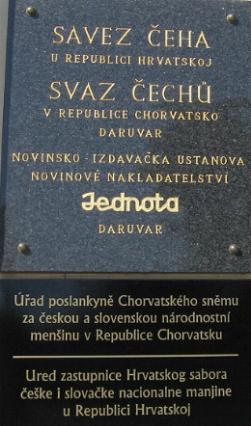 SAVEZ ČEHA
U REPUBLICI HRVATSKOJ
SVAZ ČECHŮ
V REPUBLICE CHORVATSKO
DARUVAR
NOVINSKO-IZDAVAČKA USTANOVA
NOVINOVÉ NAKLADATELSTVÍ
Jednota
DARUVAR
Úřad poslankyně Chorvatského sněmu
za českou a slovenskou národnostní
menšinu v Republice Chorvatsku
Ured zastupnice Hrvatskog sabora
češke i slovačke nacionalne manjine
u Republici Hrvatskoj